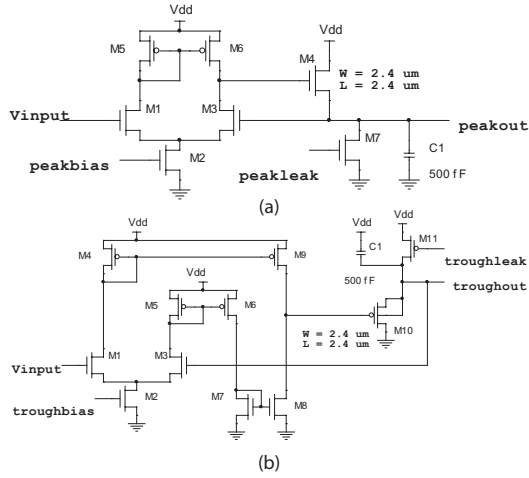 Vdd
M5
M6
Vdd
M4
W = 2.4 um
L = 2.4 um
Vinput
M1
M3
peakout
M7
C1
peakbias
M2
peakleak
500 fF
(a)
Vdd
Vdd
Vdd
M4
M9
C1
M11
troughleak
Vdd
500 fF
troughout
M5
M6
M10
W = 2.4 um
L = 2.4 um
Vinput
M1
M3
troughbias
M2
M7
M8
(b)